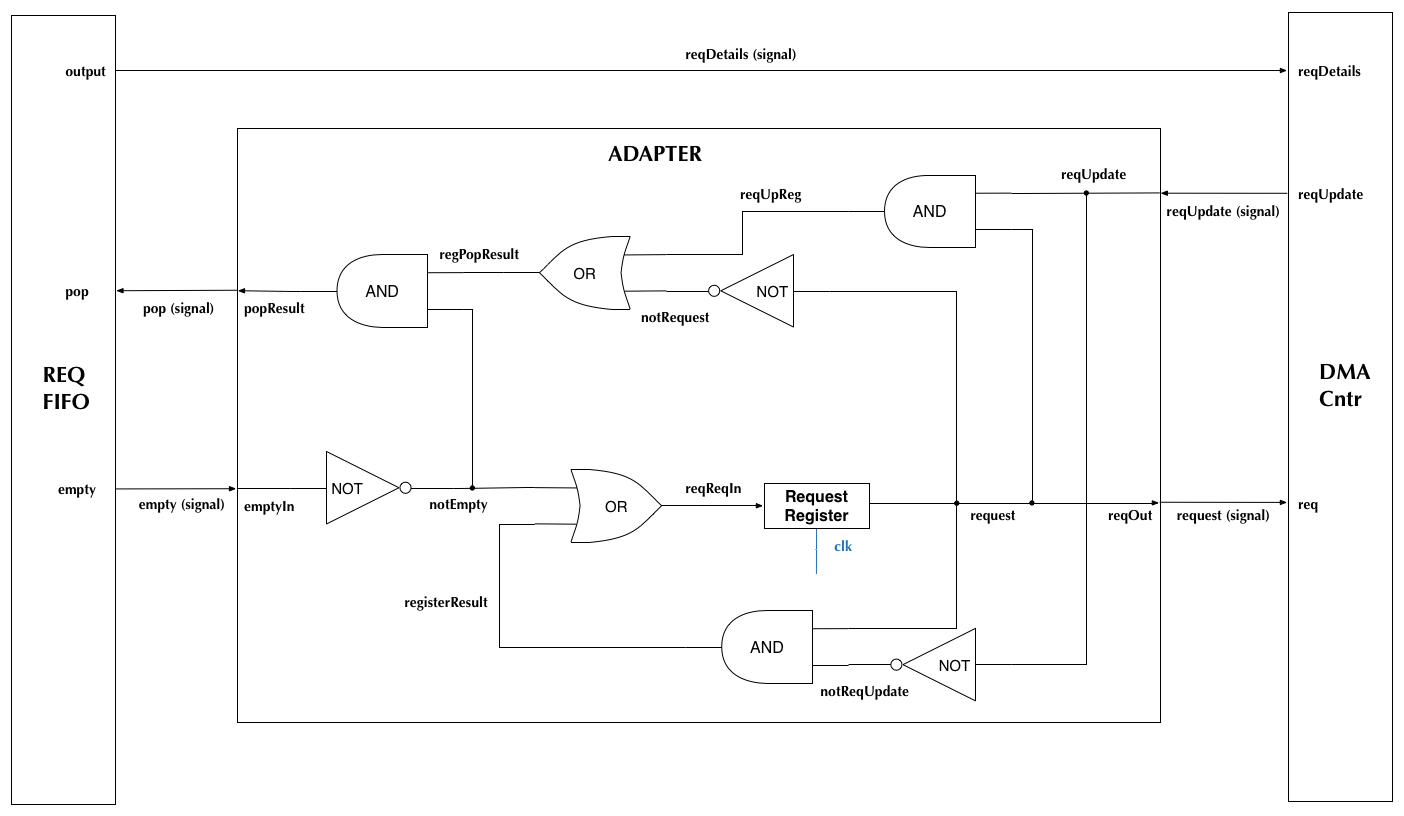 reqDetails (signal)
output
reqDetails
ADAPTER
reqUpdate
reqUpReg
reqUpdate
AND
reqUpdate (signal)
regPopResult
OR
pop
AND
NOT
pop (signal)
popResult
notRequest
REQ
FIFO
DMA
Cntr
empty
NOT
reqReqIn
Request
Register
req
empty (signal)
emptyIn
notEmpty
OR
request
reqOut
request (signal)
clk
registerResult
AND
NOT
notReqUpdate